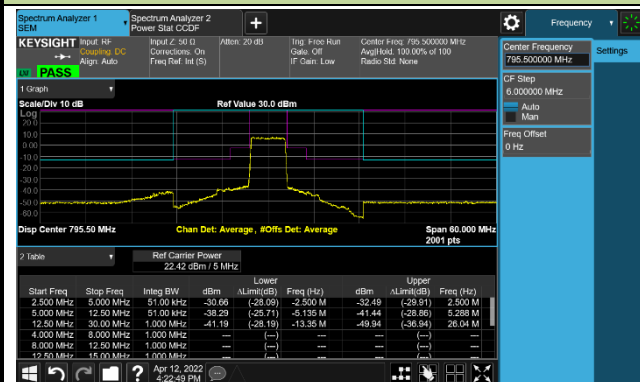 Spectrum Analyzer 1
SEM
Spectrum Analyzer 2
Power Stat CCDF
+
Frequency
KEYSIGHT
Input: RF
Coupling: DC
Align: Auto
Input Z: 50 Ω
Corrections: On
Freq Ref: Int (S)
Atten: 20 dB
Trig: Free Run
Gate: Off
IF Gain: Low
Center Freq: 795.500000 MHz
Avg|Hold: 100.00% of 100
Radio Std: None
PASS
Center Frequency
795.500000 MHz
Settings
CF Step
6.000000 MHz
Auto
Man
Freq Offset
0 Hz
1 Graph
Scale/Div 10 dB
Ref Value 30.0 dBm
Log
20.0
10.0
0.00
-10.0
-20.0
-30.0
-40.0
-50.0
-60.0
Disp Center 795.50 MHz
Chan Det: Average , #Offs Det: Average
Span 60.000 MHz
2001 pts
2 Table
Ref Carrier Power
22.42 dBm / 5 MHz
Lower Upper
Start Freq Stop Freq Integ BW dBm ΔLimit(dB) Freq (Hz) dBm ΔLimit(dB) Freq (Hz)
2.500 MHz 5.000 MHz 51.00 kHz -30.66 (-28.09) -2.500 M -32.49 (-29.91) 2.500 M
5.000 MHz 12.50 MHz 51.00 kHz -38.29 (-25.71) -5.135 M -41.44 (-28.86) 5.288 M
12.50 MHz 30.00 MHz 1.000 MHz -41.19 (-28.19) -13.35 M -49.94 (-36.94) 26.04 M
4.000 MHz 8.000 MHz 1.000 MHz --- (---) --- --- (---) ---
8.000 MHz 12.50 MHz 1.000 MHz --- (---) --- --- (---) ---
12.50 MHz 15.00 MHz 1.000 MHz --- (---) --- --- (---) ---
?
Apr 12, 2022
4:22:49 PM